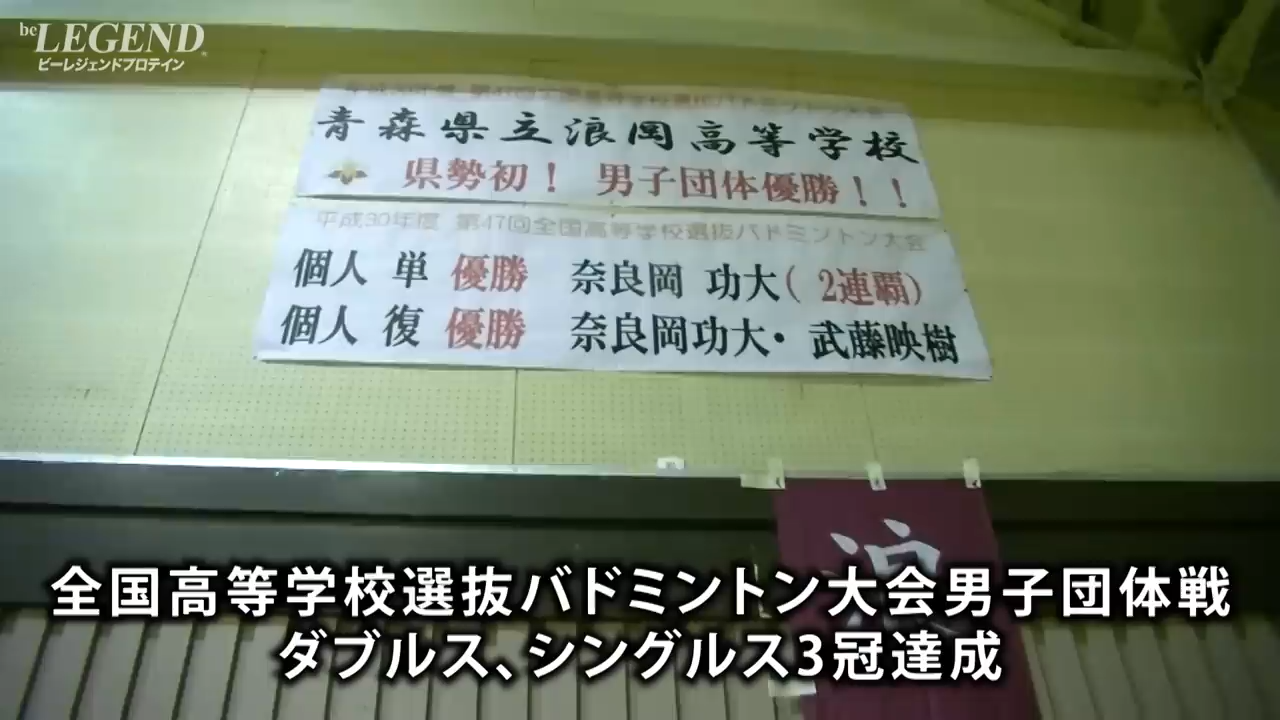 be LEGEND
ビーレジェンドプロテイン
青森県立浪岡高等学校
県勢初! 男子団体優勝!!
平成30年度 第47回全国高等学校選抜バドミントン大会
個人 単 優勝 奈良岡 功大(2連覇)
個人 復 優勝 奈良岡功大・武藤映樹
浪
全国高等学校選抜バドミントン大会男子団体戦
ダブルス、シングルス3冠達成